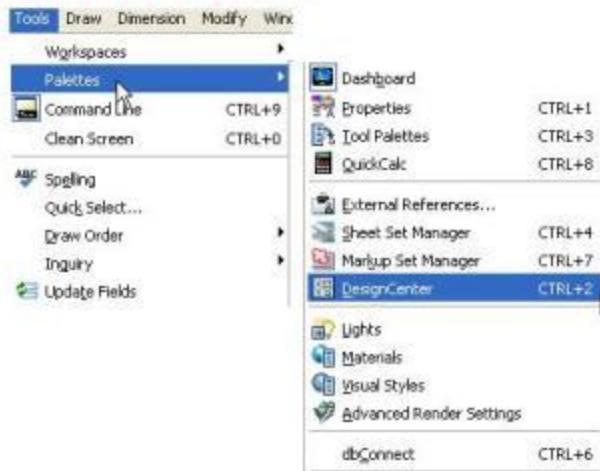 Tools Draw Dimension Modify Wind
Workspaces
Palettes
Command Line CTRL+9
Clean Screen CTRL+0
ABC Spelling
Quick Select...
Draw Order
Inquiry
Update Fields
Dashboard
Properties CTRL+1
Tool Palettes CTRL+3
QuickCalc CTRL+8
External References...
Sheet Set Manager CTRL+4
Markup Set Manager CTRL+7
DesignCenter CTRL+2
Lights
Materials
Visual Styles
Advanced Render Settings
dbConnect CTRL+6